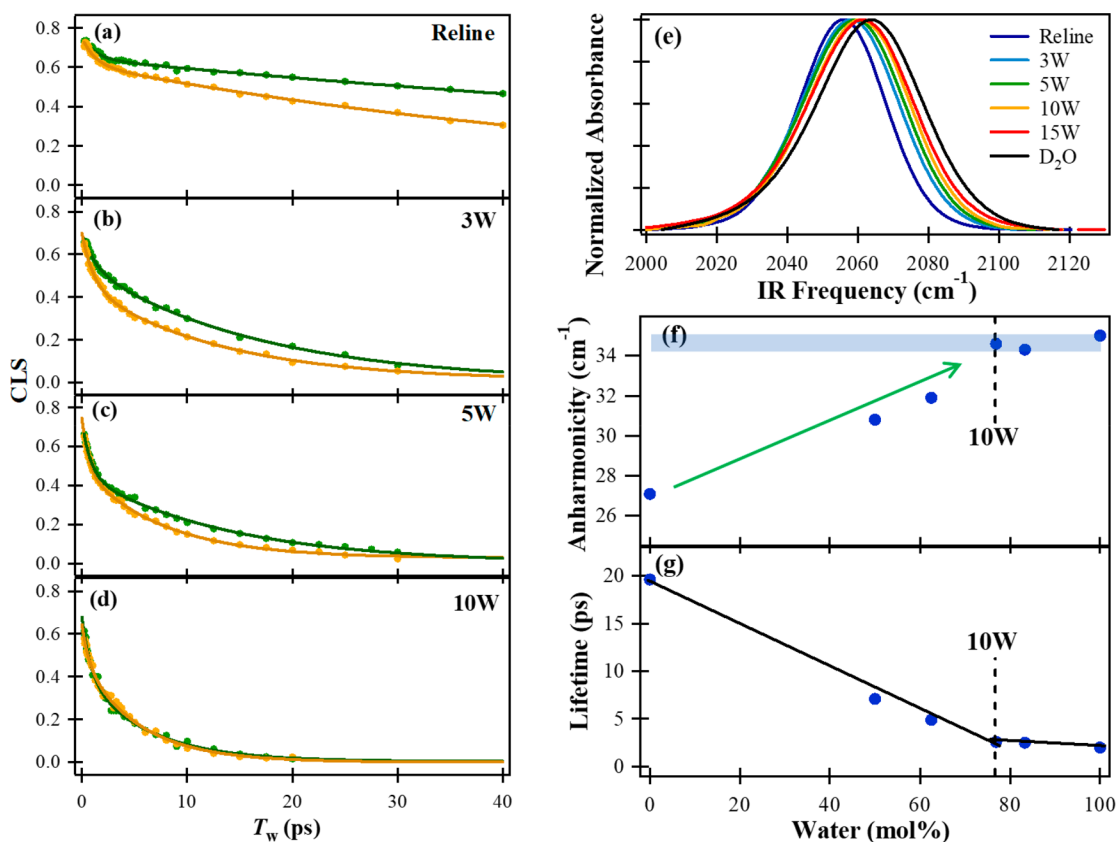 (a)
Reline
0.8
0.6
0.4
0.2
0.0
(b)
3W
0.8
0.6
0.4
0.2
0.0
(c)
5W
0.8
0.6
0.4
0.2
0.0
(d)
10W
0.8
0.6
0.4
0.2
0.0
CLS
0 10 20 30 40
T_w (ps)
(e)
Reline
3W
5W
10W
15W
D₂O
Normalized Absorbance
2000 2020 2040 2060 2080 2100 2120
IR Frequency (cm⁻¹)
(f)
34
32
30
28
26
Anharmonicity (cm⁻¹)
10W
(g)
20
15
10
5
0
Lifetime (ps)
10W
0 20 40 60 80 100
Water (mol%)